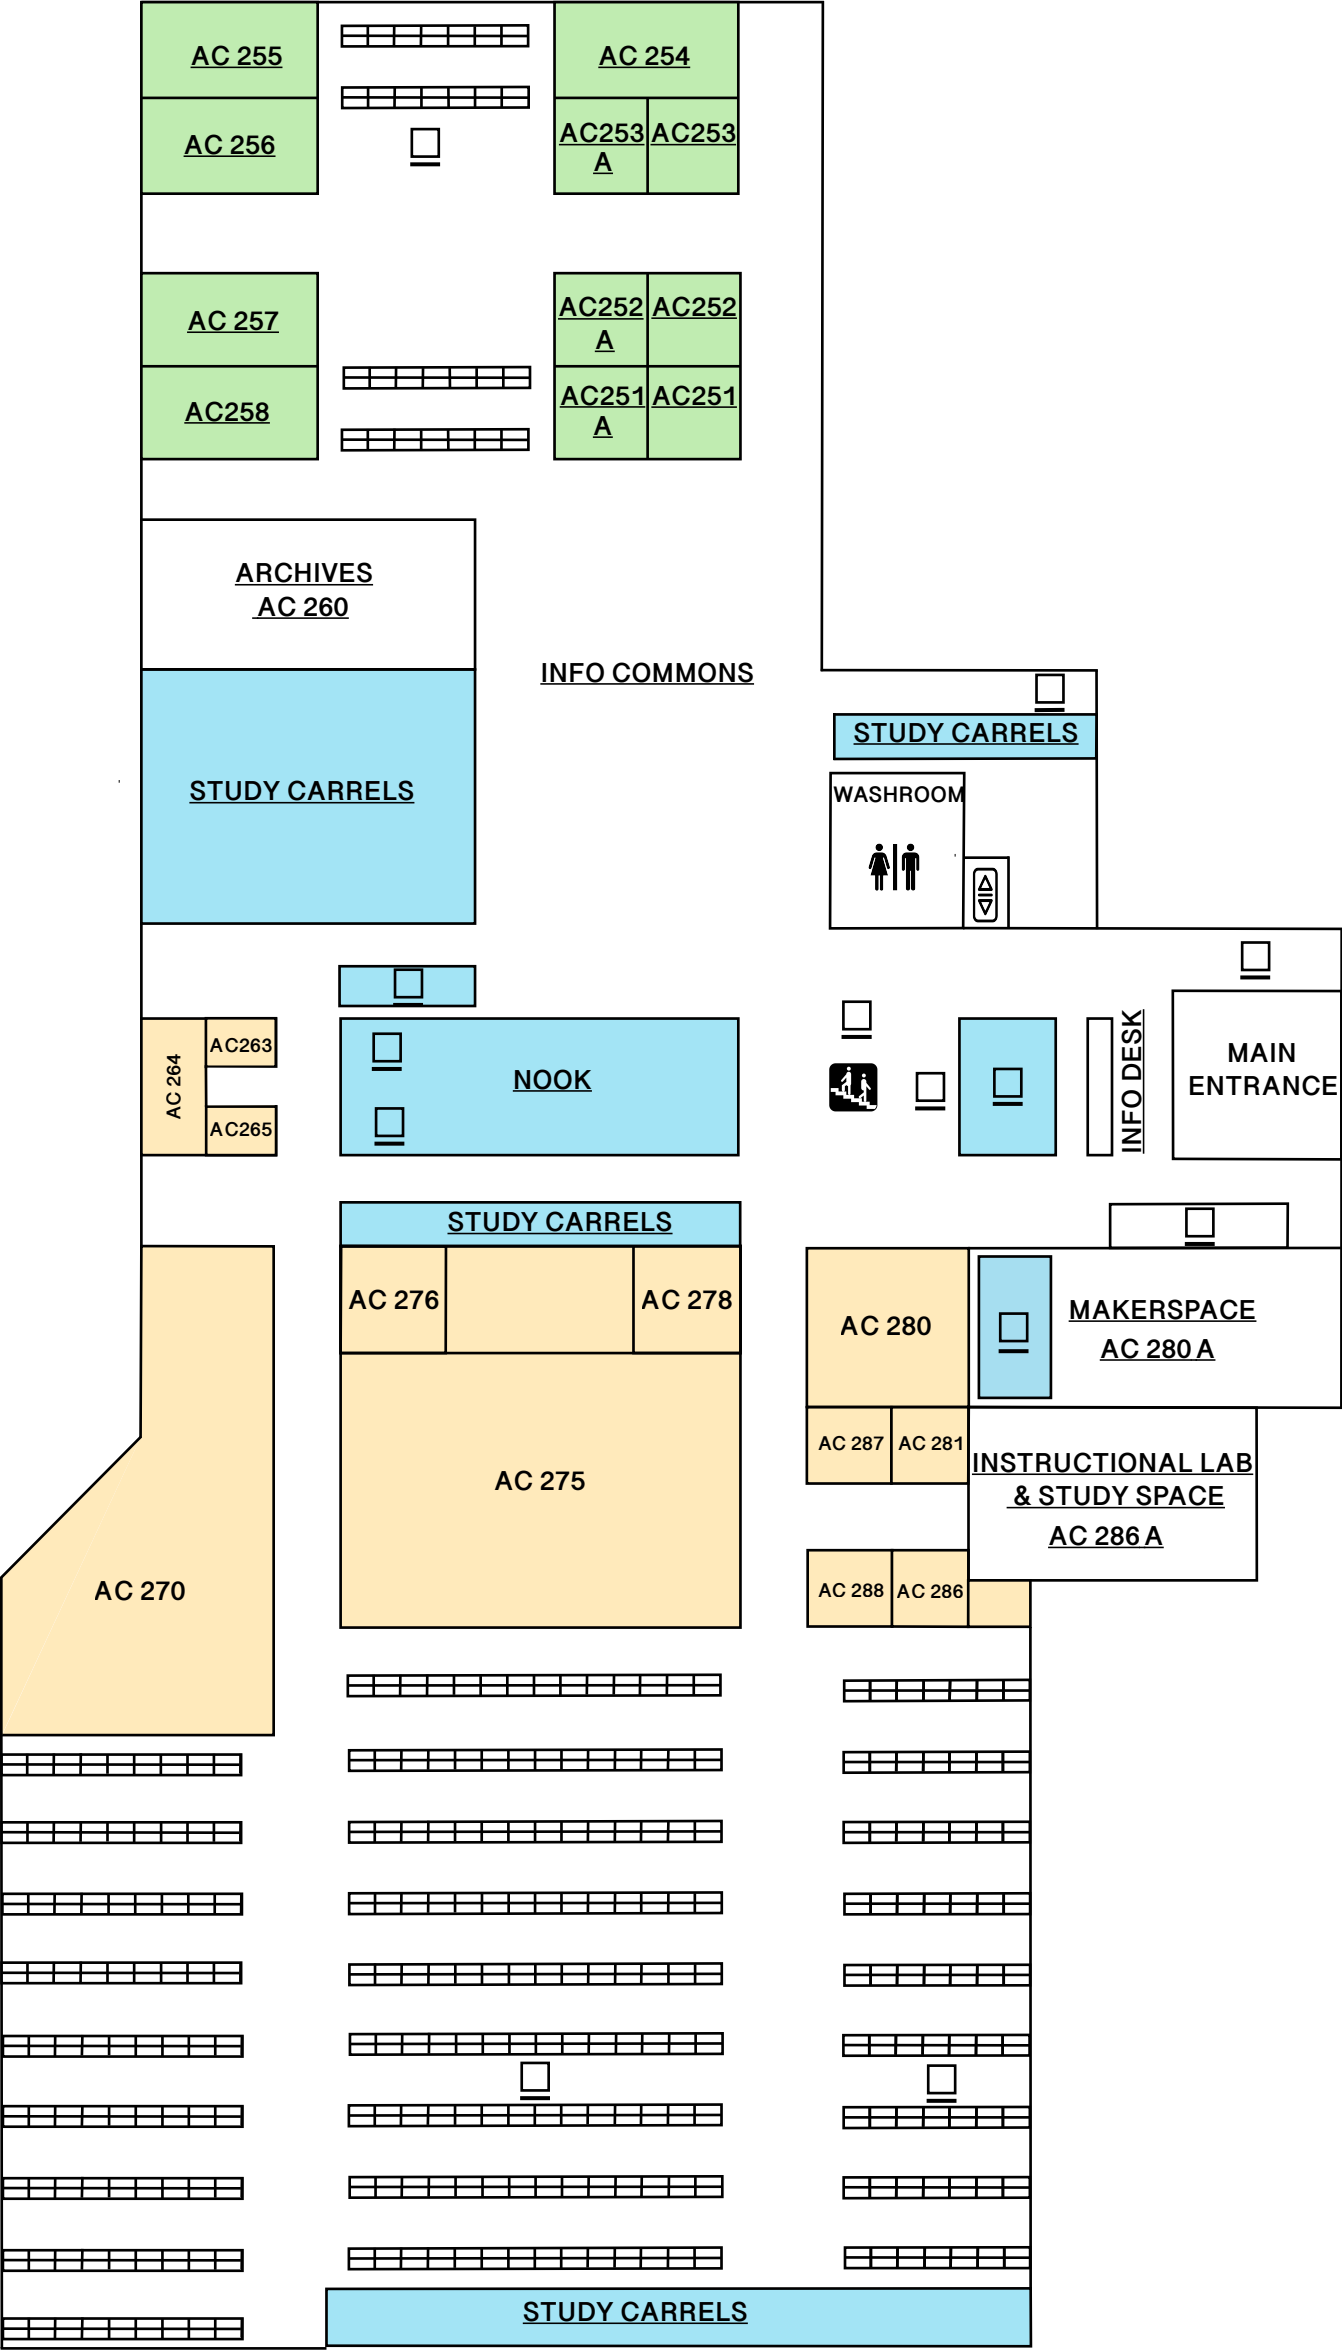 AC 255
AC 254
AC 256
AC253
A
AC253
AC 257
AC252
A
AC252
AC258
AC251
A
AC251
ARCHIVES
AC 260
INFO COMMONS
STUDY CARRELS
STUDY CARRELS
WASHROOM
AC 264
AC263
AC265
NOOK
INFO DESK
MAIN
ENTRANCE
STUDY CARRELS
AC 276
AC 278
AC 280
MAKERSPACE
AC 280 A
AC 287
AC 281
INSTRUCTIONAL LAB
& STUDY SPACE
AC 286 A
AC 275
AC 270
AC 288
AC 286
STUDY CARRELS